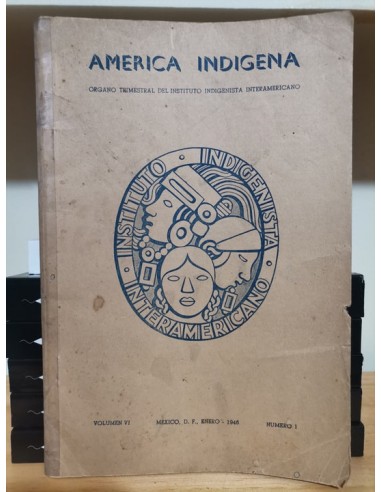 AMERICA INDIGENA
ORGANO TRIMESTRAL DEL INSTITUTO INDIGENISTA INTERAMERICANO
INSTITUTO · INDIGENISTA
INTERAMERICANO
VOLUMEN VI MEXICO, D. F., ENERO - 1946 NUMERO 1